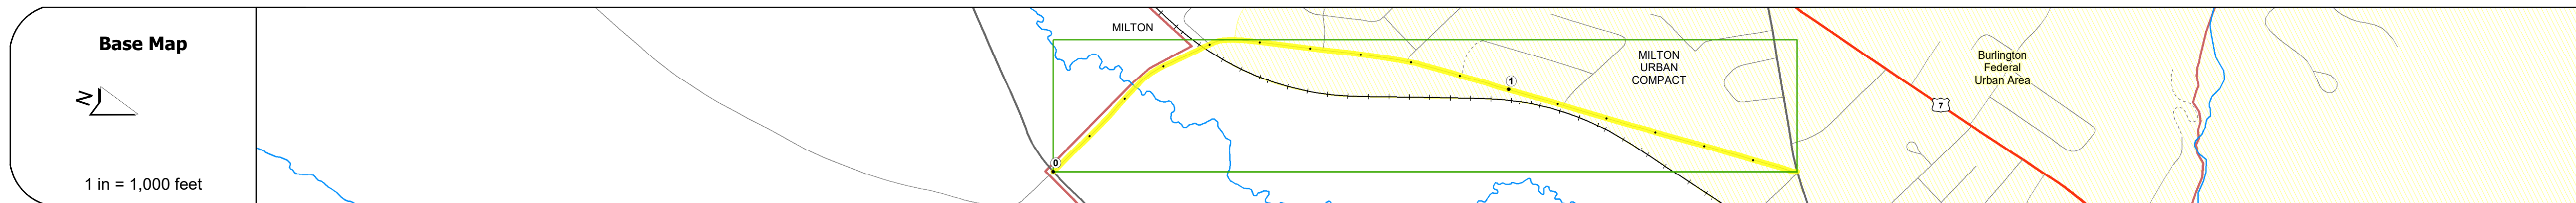 Base Map
N
1 in = 1,000 feet
MILTON
0
1
MILTON
URBAN
COMPACT
7
Burlington
Federal
Urban Area